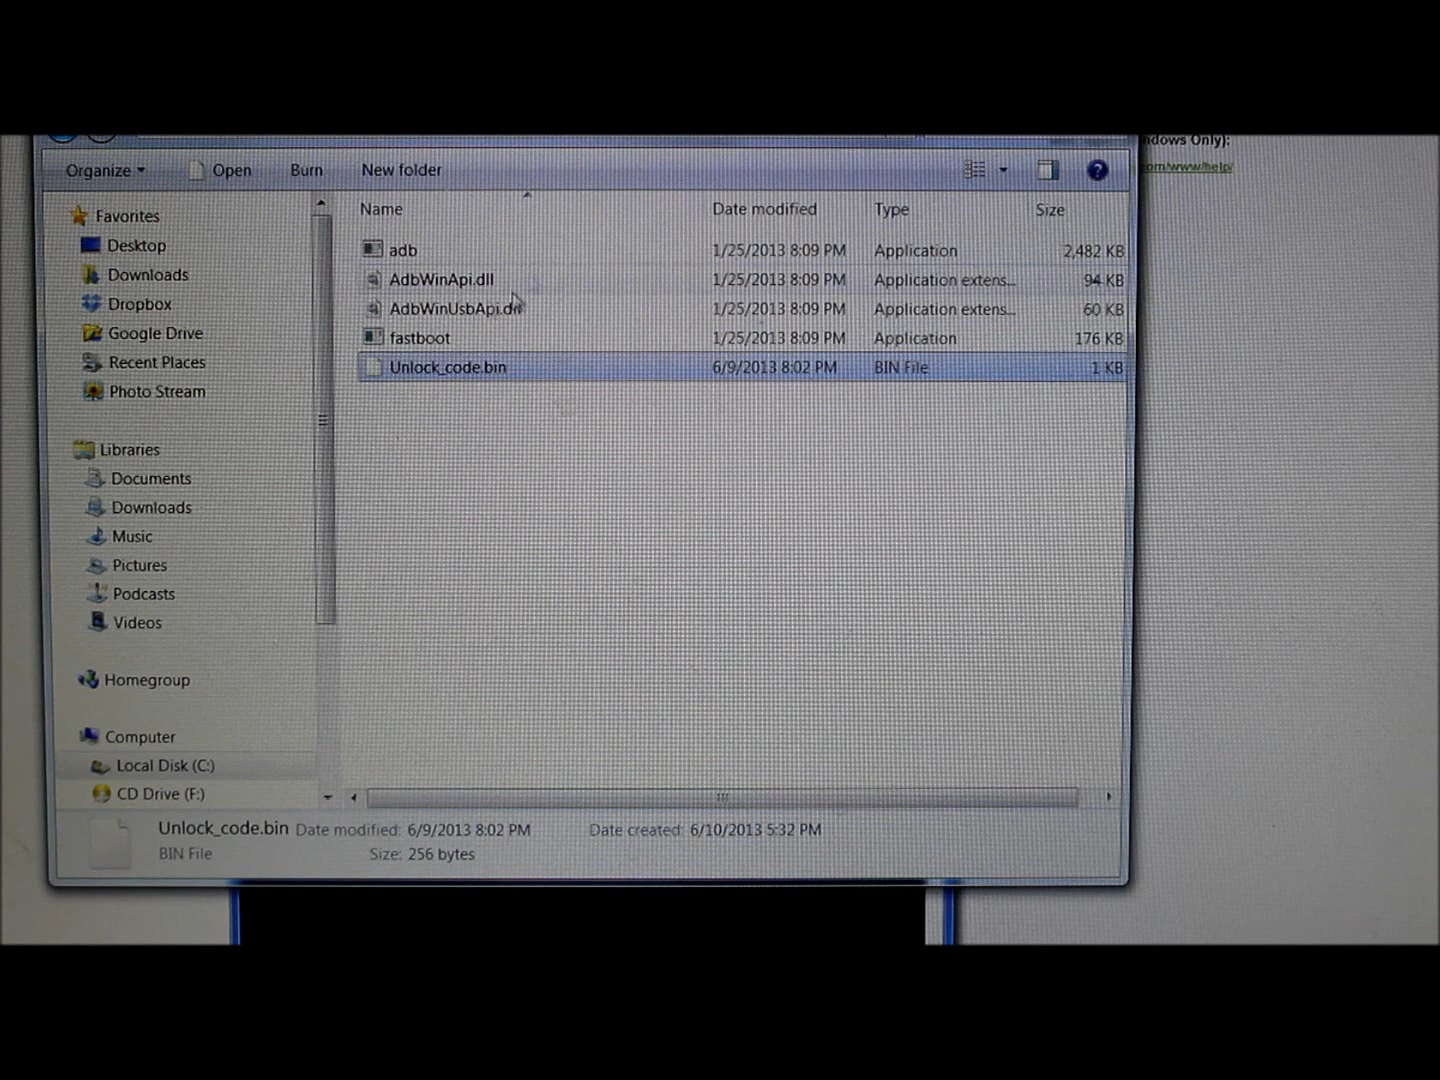 ndows Only):
om/www/help/
Organize Open Burn New folder
Name Date modified Type Size
adb 1/25/2013 8:09 PM Application 2,482 KB
AdbWinApi.dll 1/25/2013 8:09 PM Application extens... 94 KB
AdbWinUsbApi.dll 1/25/2013 8:09 PM Application extens... 60 KB
fastboot 1/25/2013 8:09 PM Application 176 KB
Unlock_code.bin 6/9/2013 8:02 PM BIN File 1 KB
Favorites
Desktop
Downloads
Dropbox
Google Drive
Recent Places
Photo Stream
Libraries
Documents
Downloads
Music
Pictures
Podcasts
Videos
Homegroup
Computer
Local Disk (C:)
CD Drive (F:)
Unlock_code.bin Date modified: 6/9/2013 8:02 PM Date created: 6/10/2013 5:32 PM
BIN File Size: 256 bytes